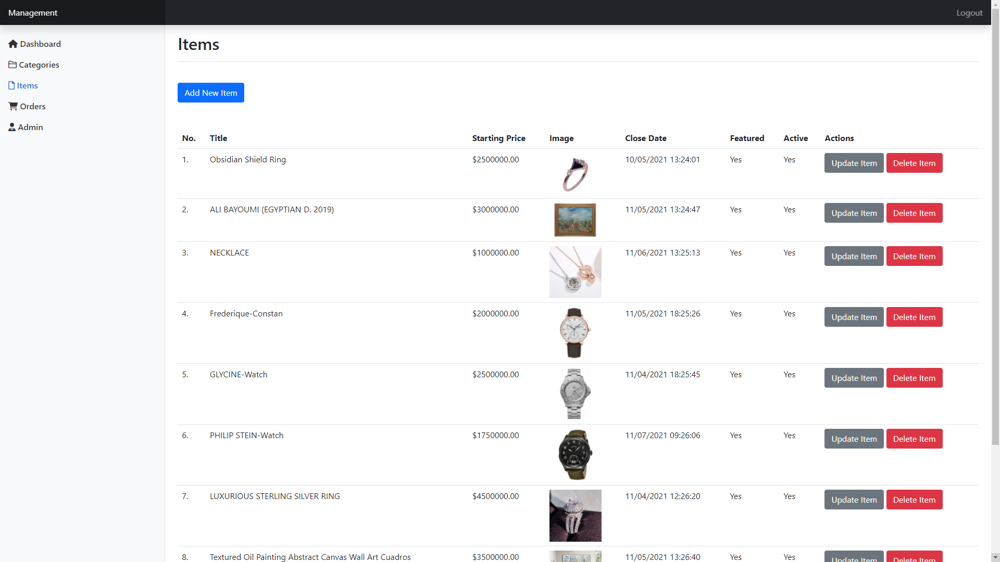 Management
Logout
Dashboard
Categories
Items
Orders
Admin
Items
Add New Item
No. Title Starting Price Image Close Date Featured Active Actions
1. Obsidian Shield Ring $2500000.00 10/05/2021 13:24:01 Yes Yes Update Item Delete Item
2. ALI BAYOUMI (EGYPTIAN D. 2019) $3000000.00 11/05/2021 13:24:47 Yes Yes Update Item Delete Item
3. NECKLACE $1000000.00 11/06/2021 13:25:13 Yes Yes Update Item Delete Item
4. Frederique-Constan $2000000.00 11/05/2021 18:25:26 Yes Yes Update Item Delete Item
5. GLYCINE-Watch $2500000.00 11/04/2021 18:25:45 Yes Yes Update Item Delete Item
6. PHILIP STEIN-Watch $1750000.00 11/07/2021 09:26:06 Yes Yes Update Item Delete Item
7. LUXURIOUS STERLING SILVER RING $4500000.00 11/04/2021 12:26:20 Yes Yes Update Item Delete Item
8. Textured Oil Painting Abstract Canvas Wall Art Cuadros $3500000.00 11/05/2021 13:26:40 Yes Yes Update Item Delete Item